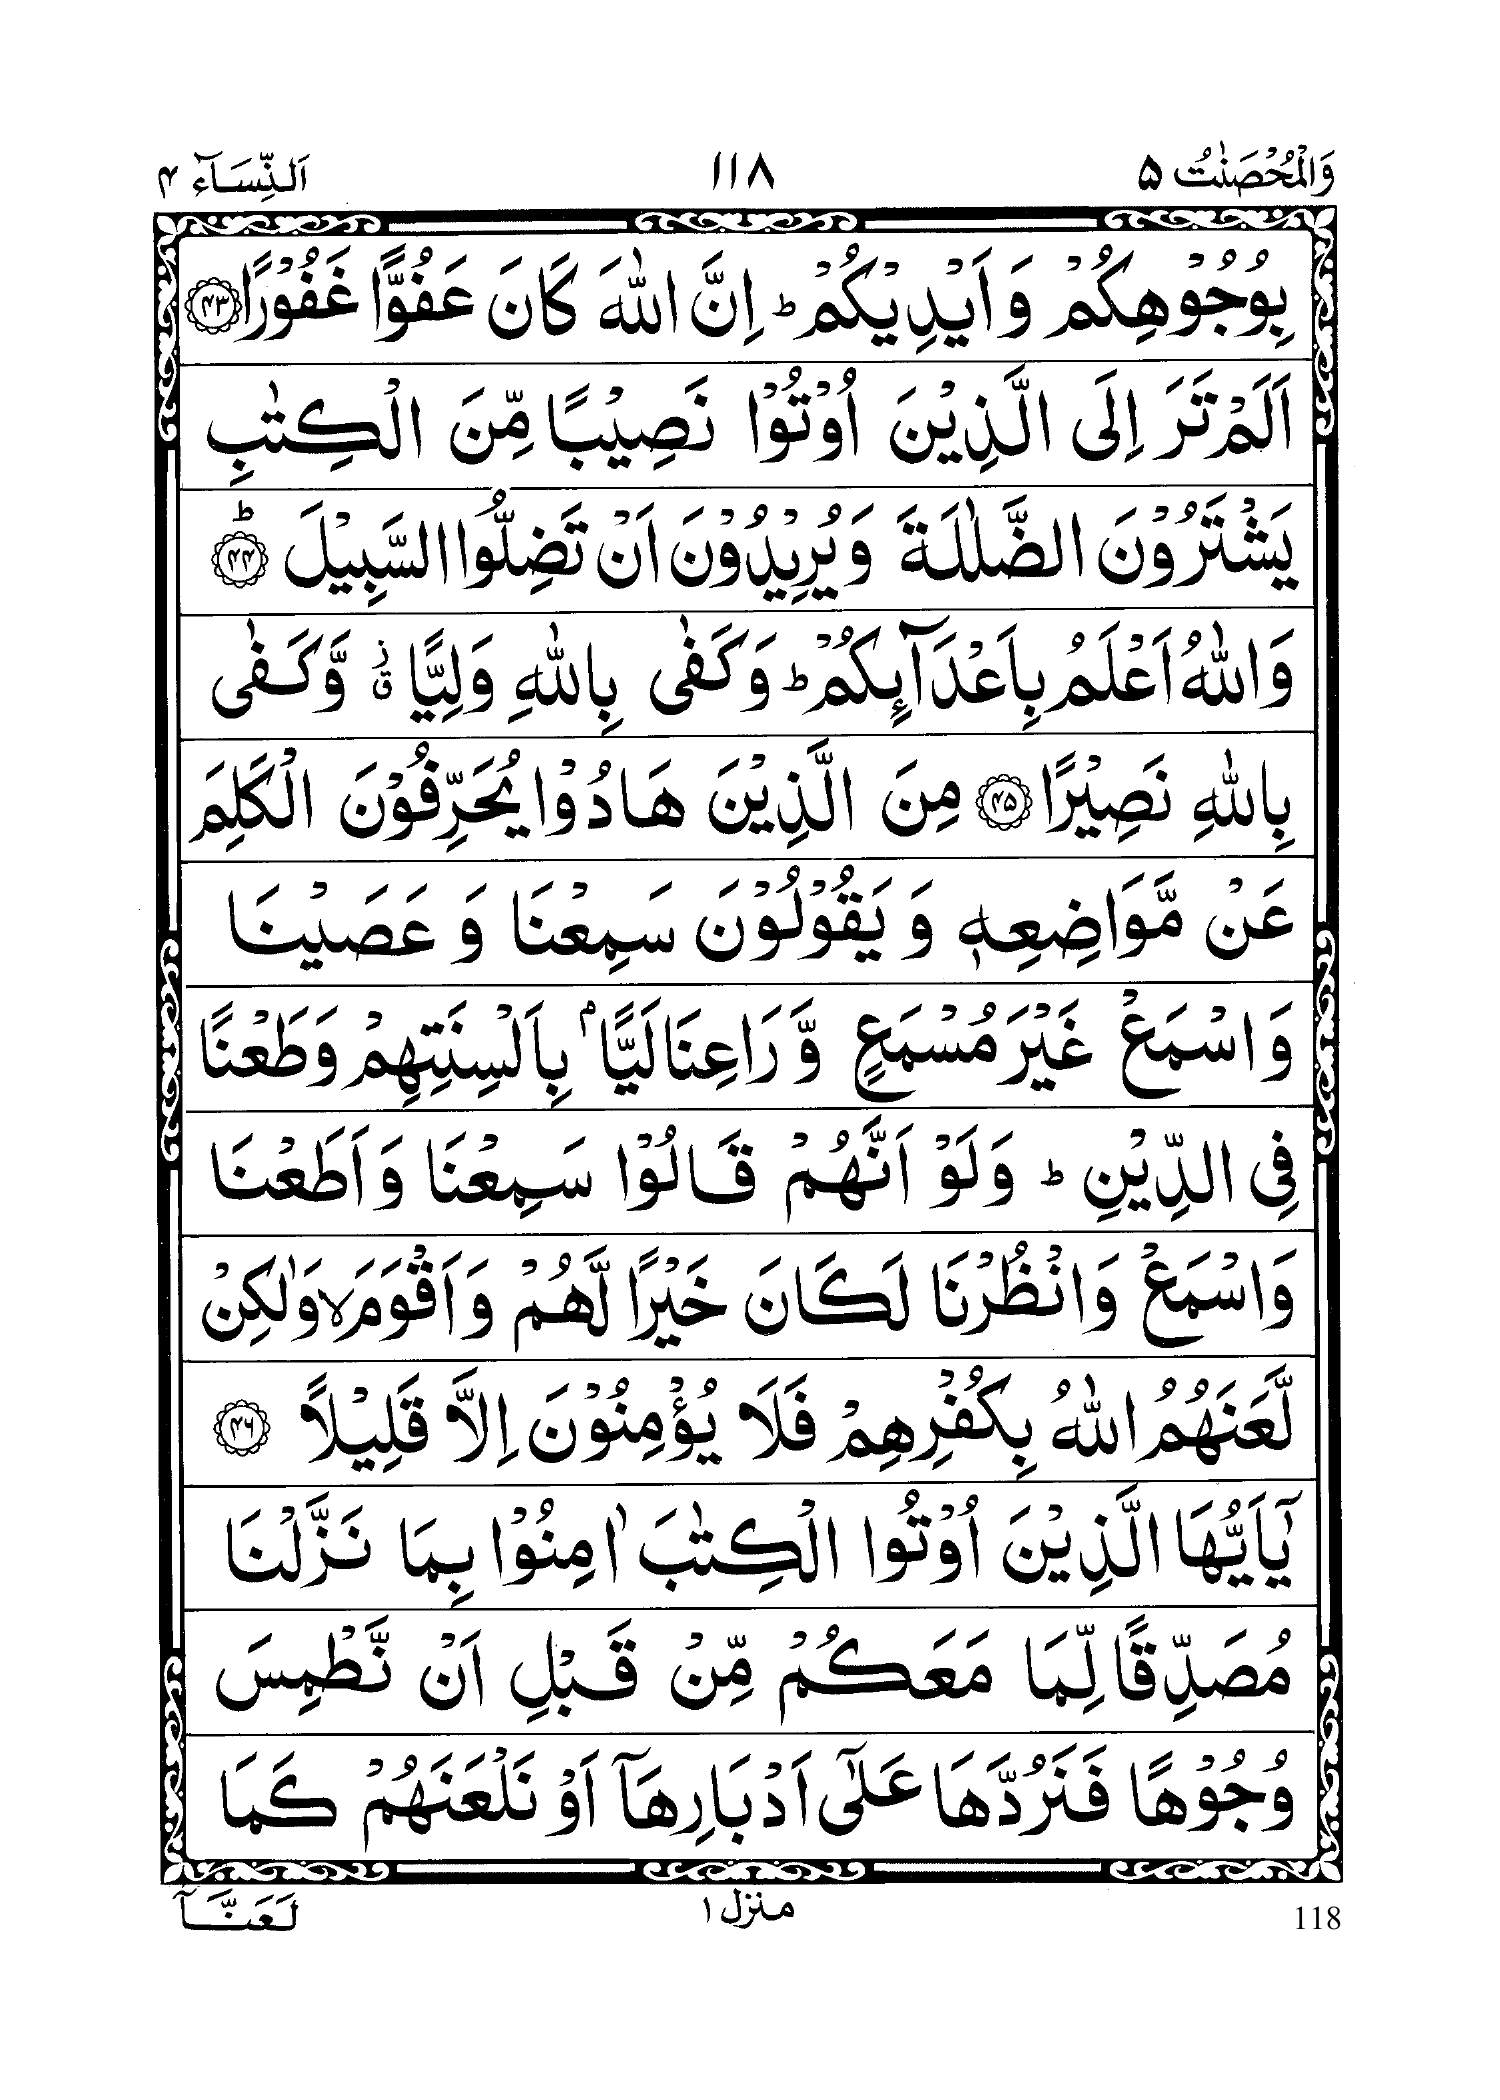 وَالْمُحْصَنٰتُ ۵
۱۱۸
اَلنِّسَآء ۴
بِوُجُوْهِكُمْ وَ اَیْدِیْكُمْ ؕ اِنَّ اللّٰهَ كَانَ عَفُوًّا غَفُوْرًا ﴿۴۳﴾
اَلَمْ تَرَ اِلَی الَّذِیْنَ اُوْتُوْا نَصِیْبًا مِّنَ الْكِتٰبِ
یَشْتَرُوْنَ الضَّلٰلَةَ وَ یُرِیْدُوْنَ اَنْ تَضِلُّوا السَّبِیْلَ ﴿۴۴﴾ؕ
وَاللّٰهُ اَعْلَمُ بِاَعْدَآىِٕكُمْ ؕ وَكَفٰی بِاللّٰهِ وَلِیًّا ٘ۗ وَّكَفٰی
بِاللّٰهِ نَصِیْرًا ﴿۴۵﴾ مِنَ الَّذِیْنَ هَادُوْا یُحَرِّفُوْنَ الْكَلِمَ
عَنْ مَّوَاضِعِهٖ وَ یَقُوْلُوْنَ سَمِعْنَا وَ عَصَیْنَا
وَ اسْمَعْ غَیْرَ مُسْمَعٍ وَّ رَاعِنَا لَیًّۢا بِاَلْسِنَتِهِمْ وَ طَعْنًا
فِی الدِّیْنِ ؕ وَلَوْ اَنَّهُمْ قَالُوْا سَمِعْنَا وَ اَطَعْنَا
وَ اسْمَعْ وَ انْظُرْنَا لَكَانَ خَیْرًا لَّهُمْ وَ اَقْوَمَ ۙ وَلٰكِنْ
لَّعَنَهُمُ اللّٰهُ بِكُفْرِهِمْ فَلَا یُؤْمِنُوْنَ اِلَّا قَلِیْلًا ﴿۴۶﴾
یٰۤاَیُّهَا الَّذِیْنَ اُوْتُوا الْكِتٰبَ اٰمِنُوْا بِمَا نَزَّلْنَا
مُصَدِّقًا لِّمَا مَعَكُمْ مِّنْ قَبْلِ اَنْ نَّطْمِسَ
وُجُوْهًا فَنَرُدَّهَا عَلٰۤی اَدْبَارِهَاۤ اَوْ نَلْعَنَهُمْ كَمَا
118
منزل ۱
لَعَنَّاۤ